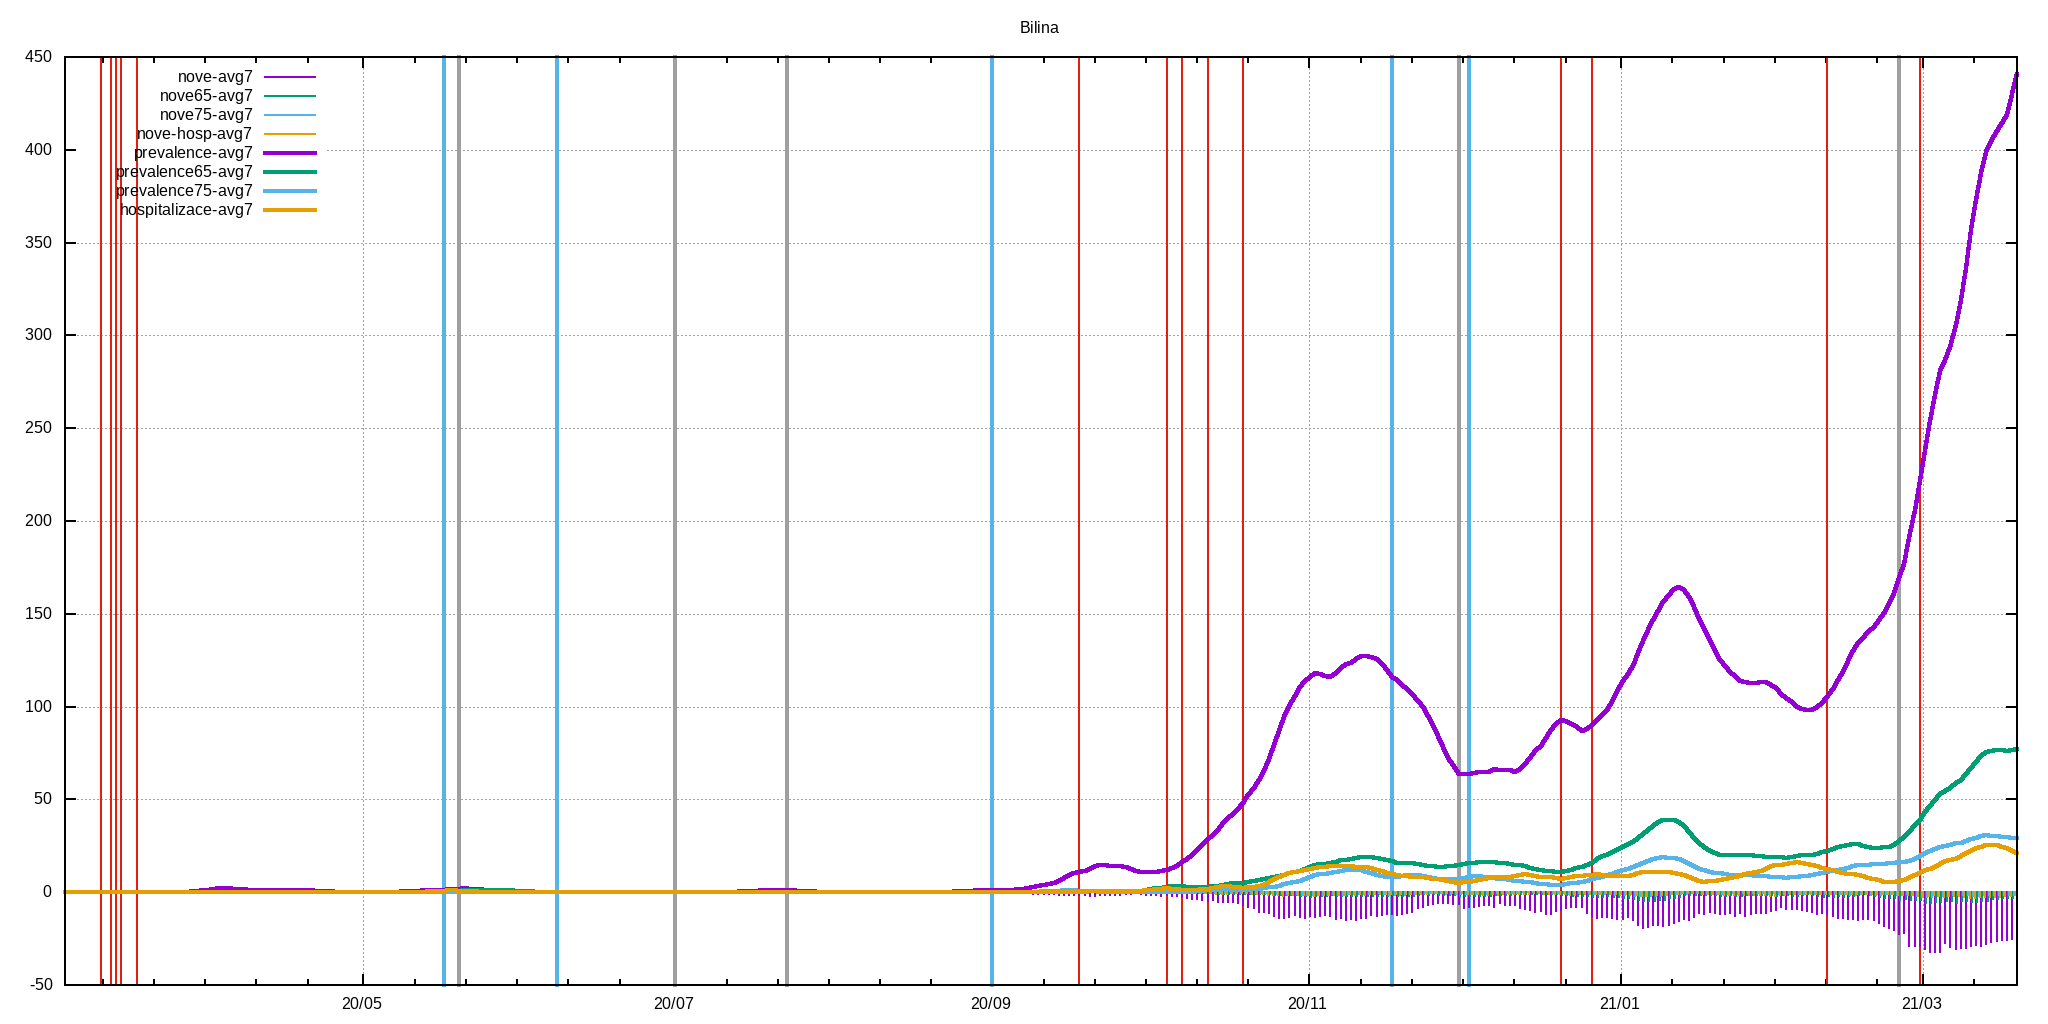 Bilina
450
400
350
300
250
200
150
100
50
0
-50
nove-avg7
nove65-avg7
nove75-avg7
nove-hosp-avg7
prevalence-avg7
prevalence65-avg7
prevalence75-avg7
hospitalizace-avg7
20/05
20/07
20/09
20/11
21/01
21/03